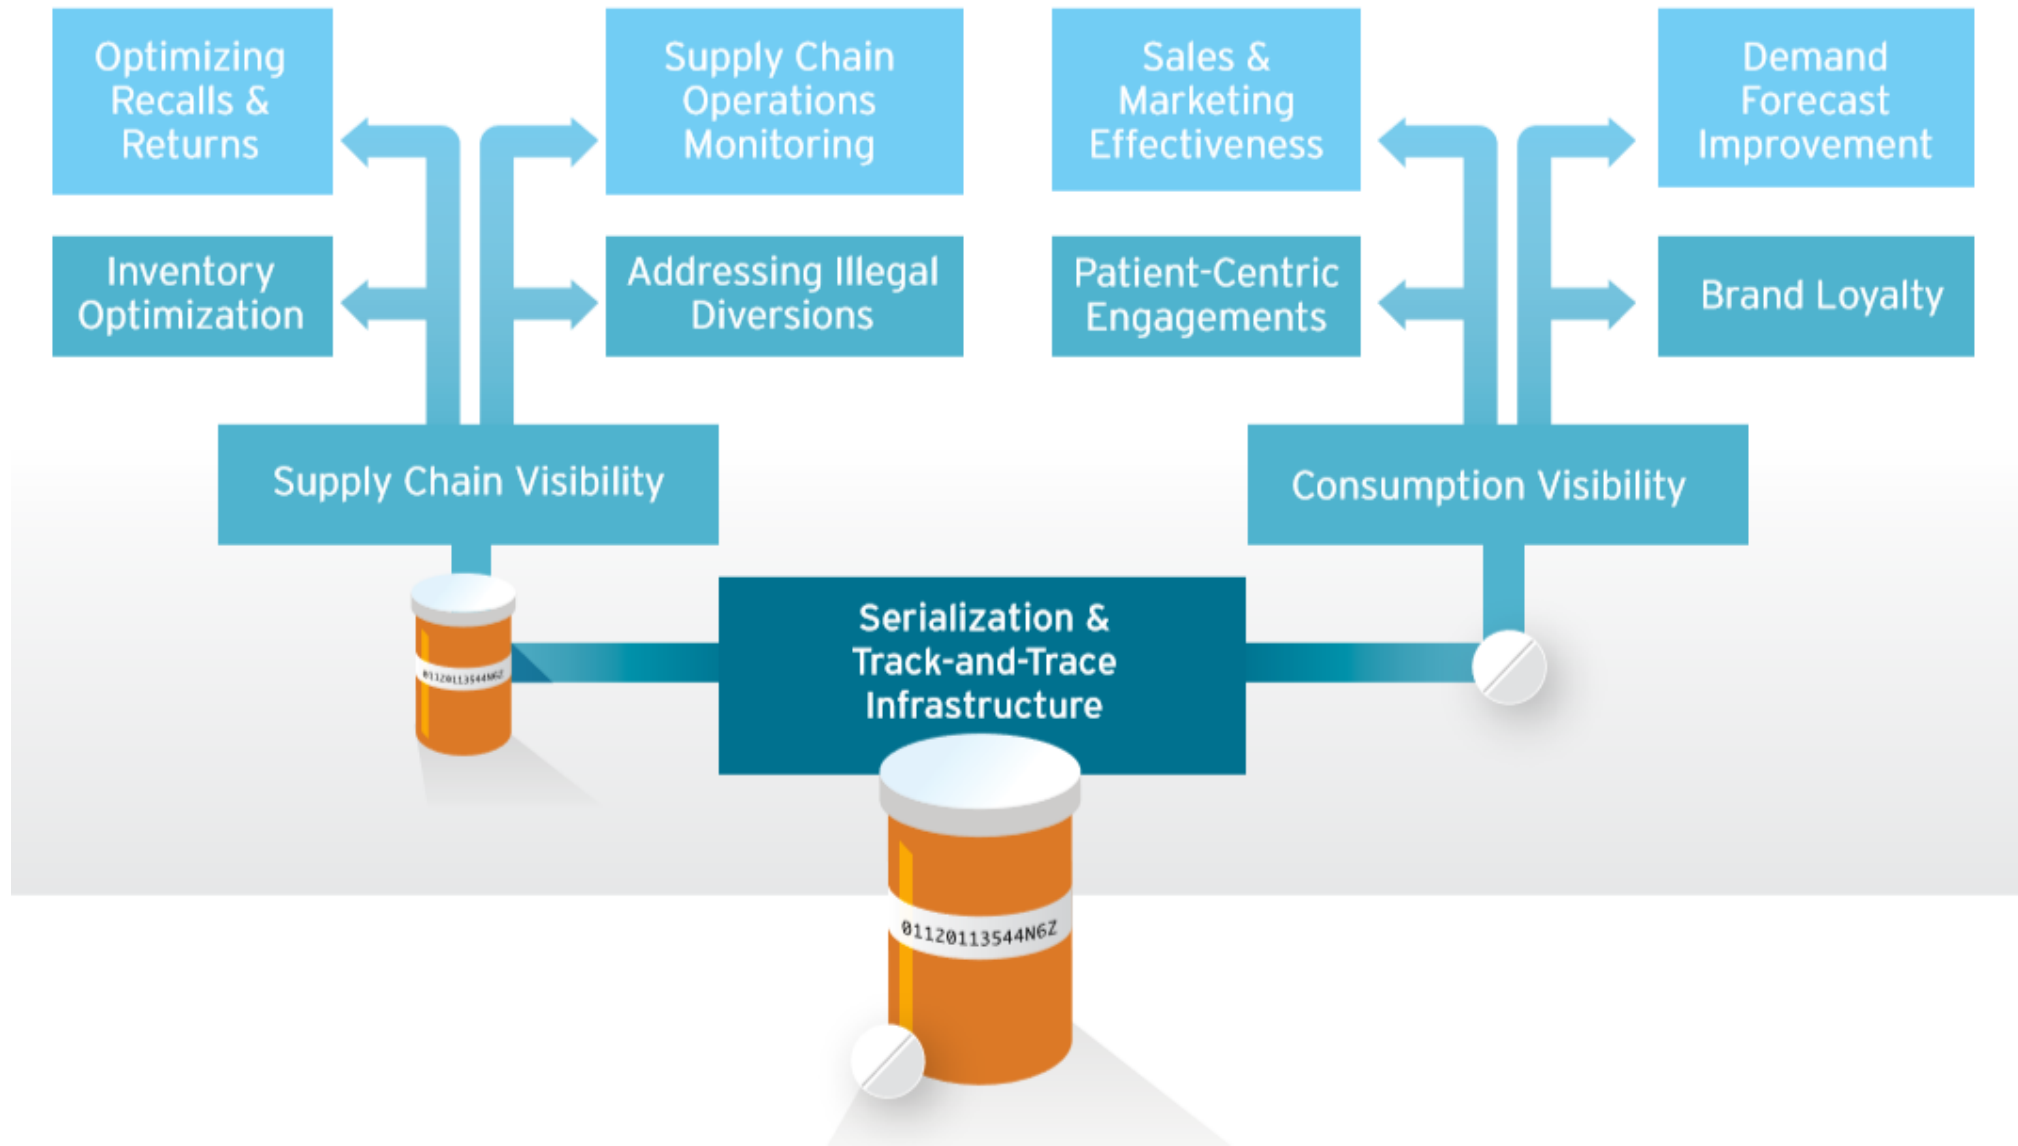 Optimizing
Recalls &
Returns
Supply Chain
Operations
Monitoring
Sales &
Marketing
Effectiveness
Demand
Forecast
Improvement
Inventory
Optimization
Addressing Illegal
Diversions
Patient-Centric
Engagements
Brand Loyalty
Supply Chain Visibility
Consumption Visibility
Serialization &
Track-and-Trace
Infrastructure
01120113544N6Z
01120113544N6Z